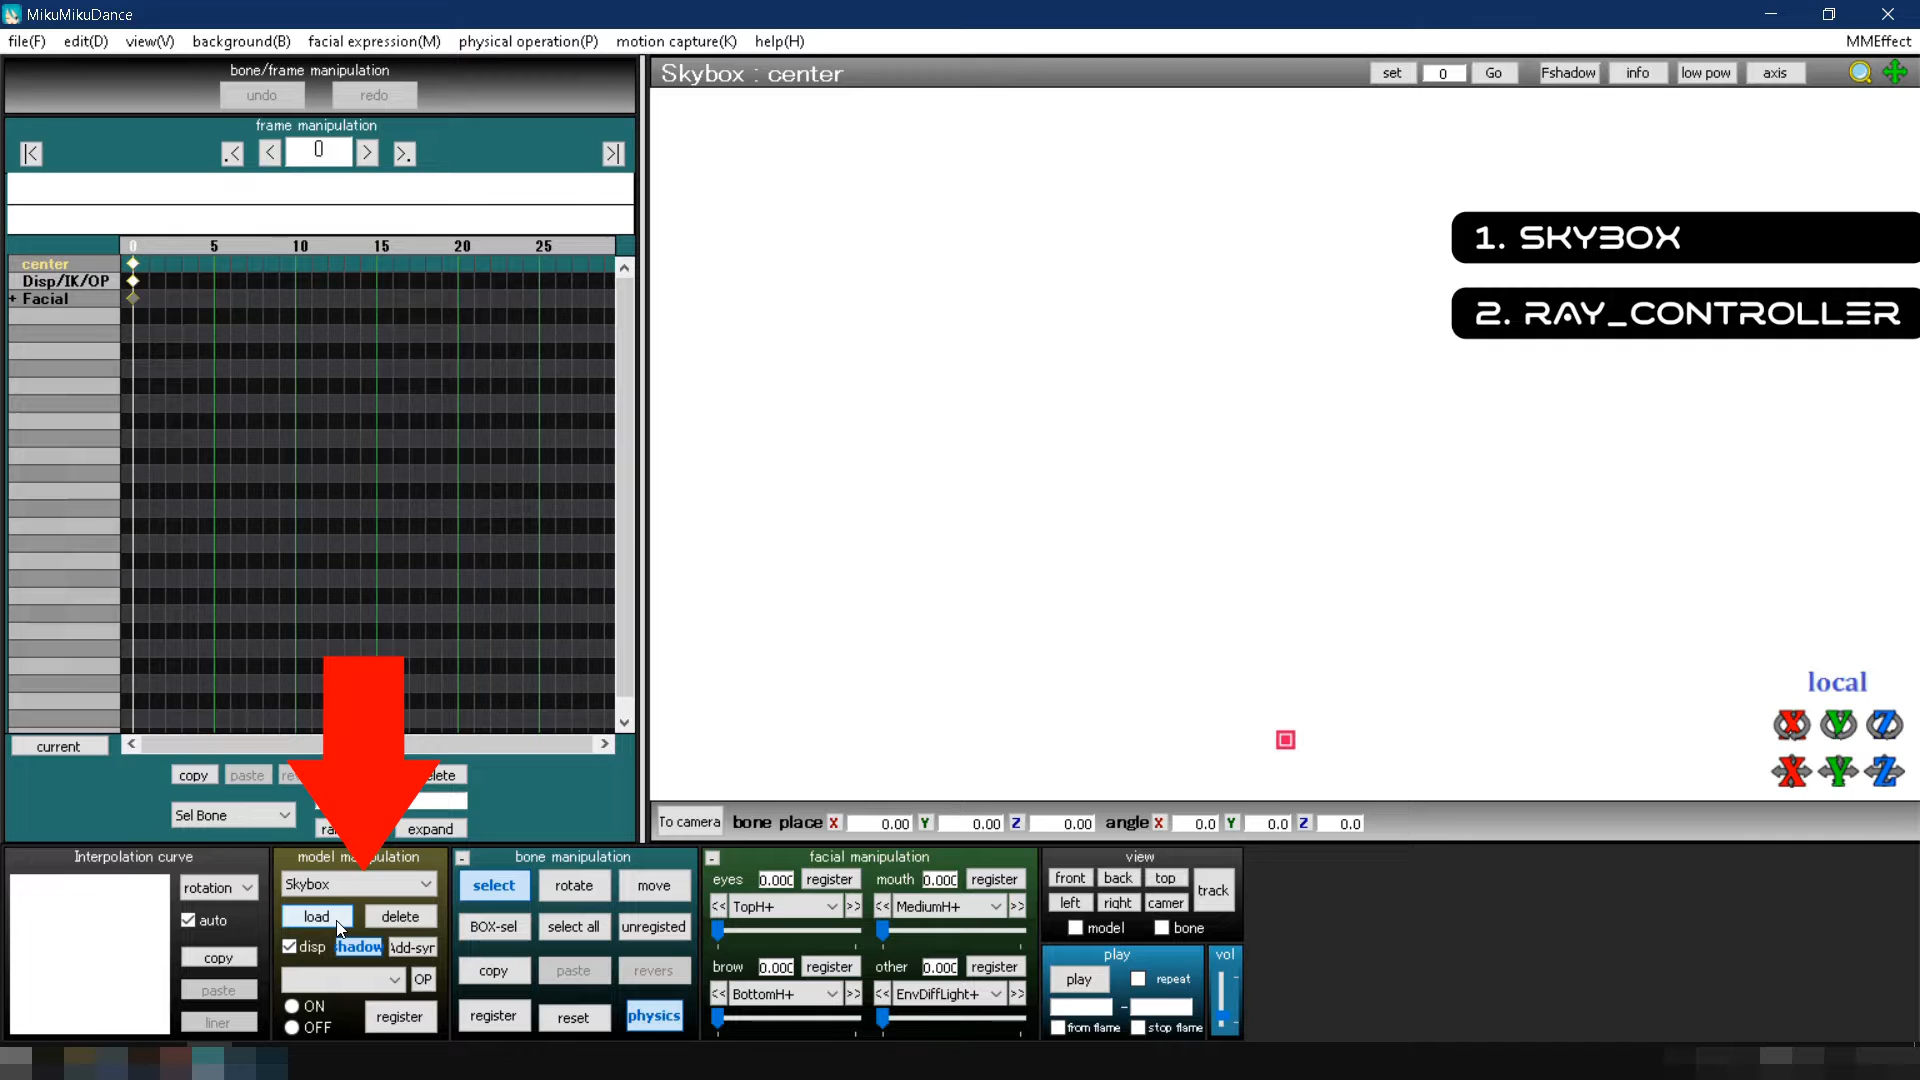 MikuMikuDance
file(F) edit(D) view(V) background(B) facial expression(M) physical operation(P) motion capture(K) help(H) MMEffect
bone/frame manipulation
undo redo
frame manipulation
|< .< < 0 > >. >|
0 5 10 15 20 25
center
Disp/IK/OP
+ Facial
current < >
copy paste
Sel Bone
expand
Skybox : center
set 0 Go Fshadow info low pow axis
1. SKYBOX
2. RAY_CONTROLLER
local
X Y Z
X Y Z
To camera bone place X 0.00 Y 0.00 Z 0.00 angle X 0.0 Y 0.0 Z 0.0
Interpolation curve
rotation
auto
copy
paste
liner
model manipulation
Skybox
load delete
disp
OP
ON
OFF
register
- bone manipulation
select rotate move
BOX-sel select all unregisted
copy paste revers
register reset physics
- facial manipulation
eyes 0.000 register mouth 0.000 register
<< TopH+ >> << MediumH+ >>
brow 0.000 register other 0.000 register
<< BottomH+ >> << EnvDiffLight+ >>
view
front back top track
left right camer
model bone
play
play repeat
-
from flame stop flame
vol